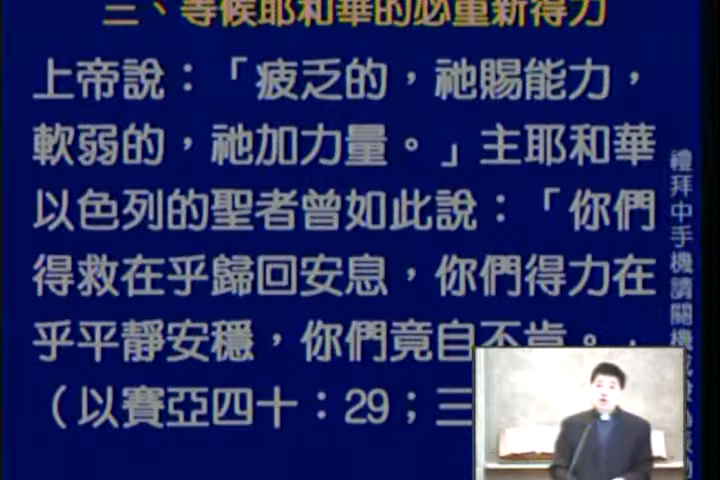 三、等候耶和華的必重新得力
上帝說：「疲乏的，祂賜能力，
軟弱的，祂加力量。」主耶和華
以色列的聖者曾如此說：「你們
得救在乎歸回安息，你們得力在
乎平靜安穩，你們竟自不肯。」
（以賽亞四十：29；三
禮拜中手機請關機